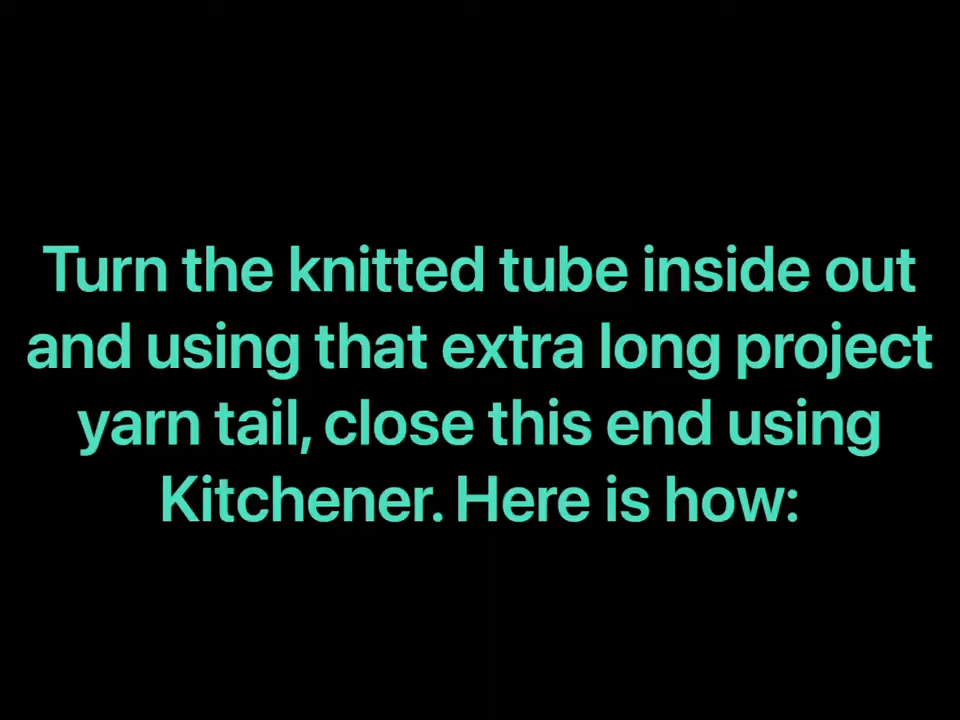 Turn the knitted tube inside out
and using that extra long project
yarn tail, close this end using
Kitchener. Here is how: